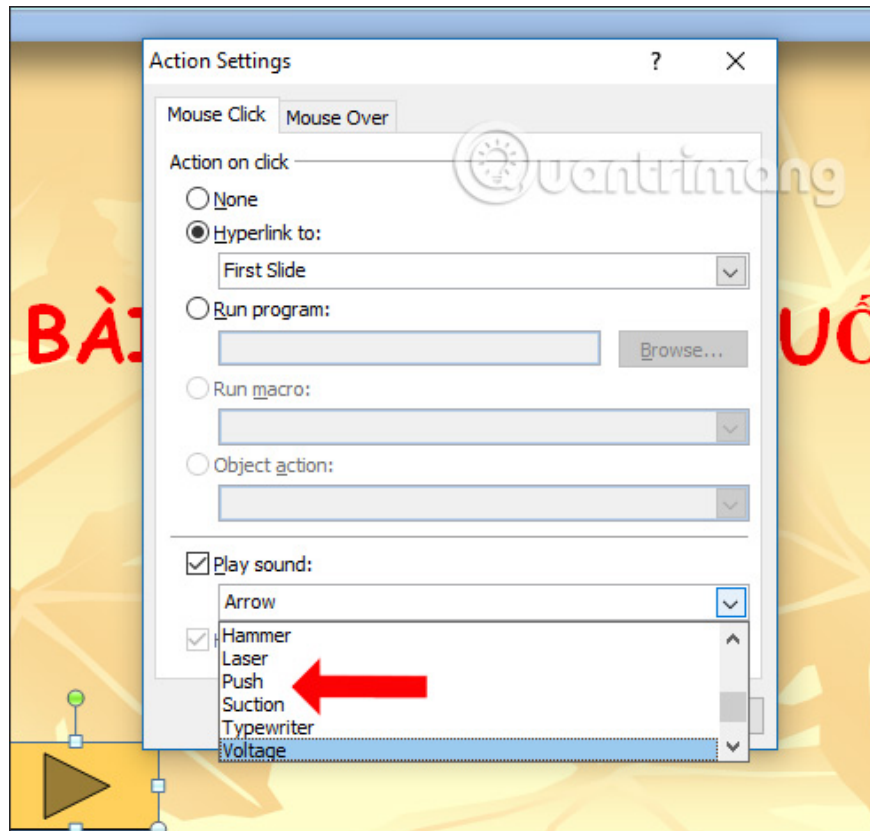 Action Settings
Mouse Click Mouse Over
Quantrimang
Action on click
None
Hyperlink to:
First Slide
BÀI UỐ
Run program:
Browse...
Run macro:
Object action:
Play sound:
Arrow
Hammer
Laser
Push
Suction
Typewriter
Voltage